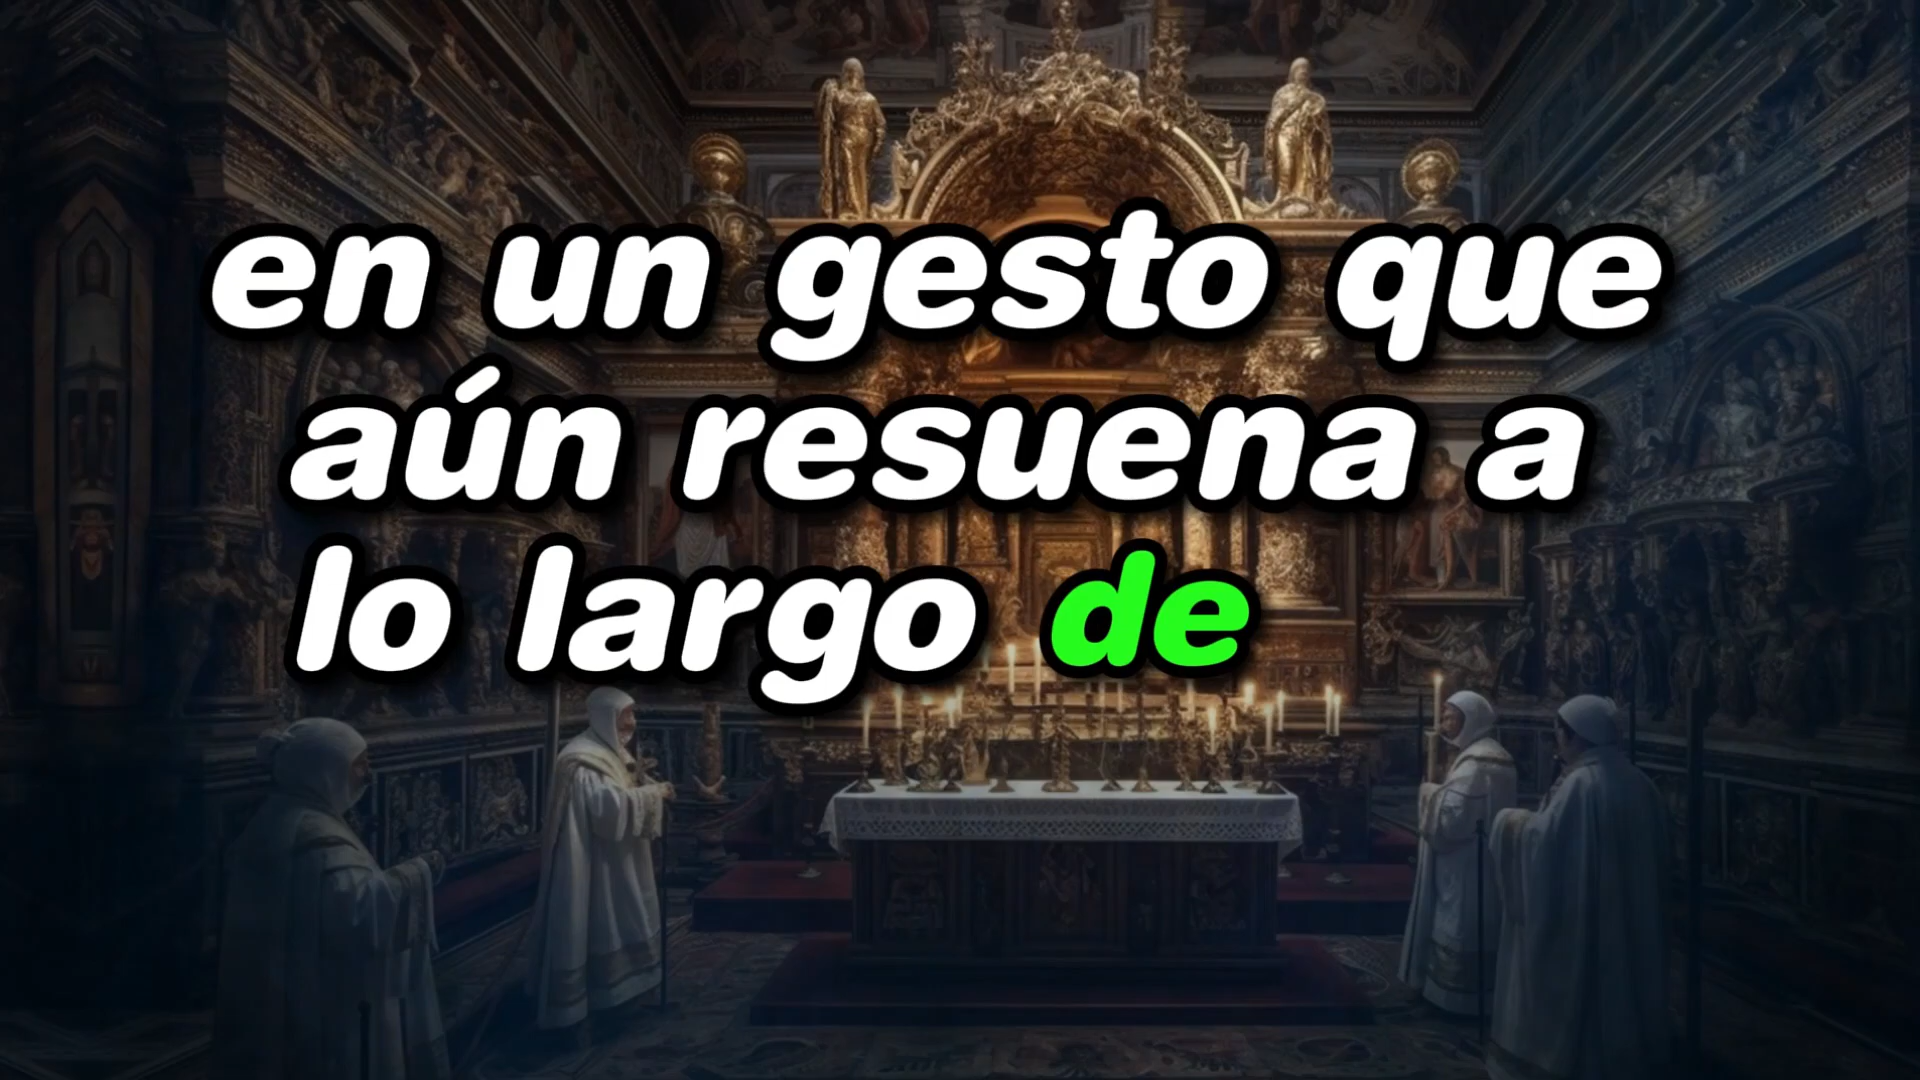 en un gesto que
aún resuena a
lo largo de